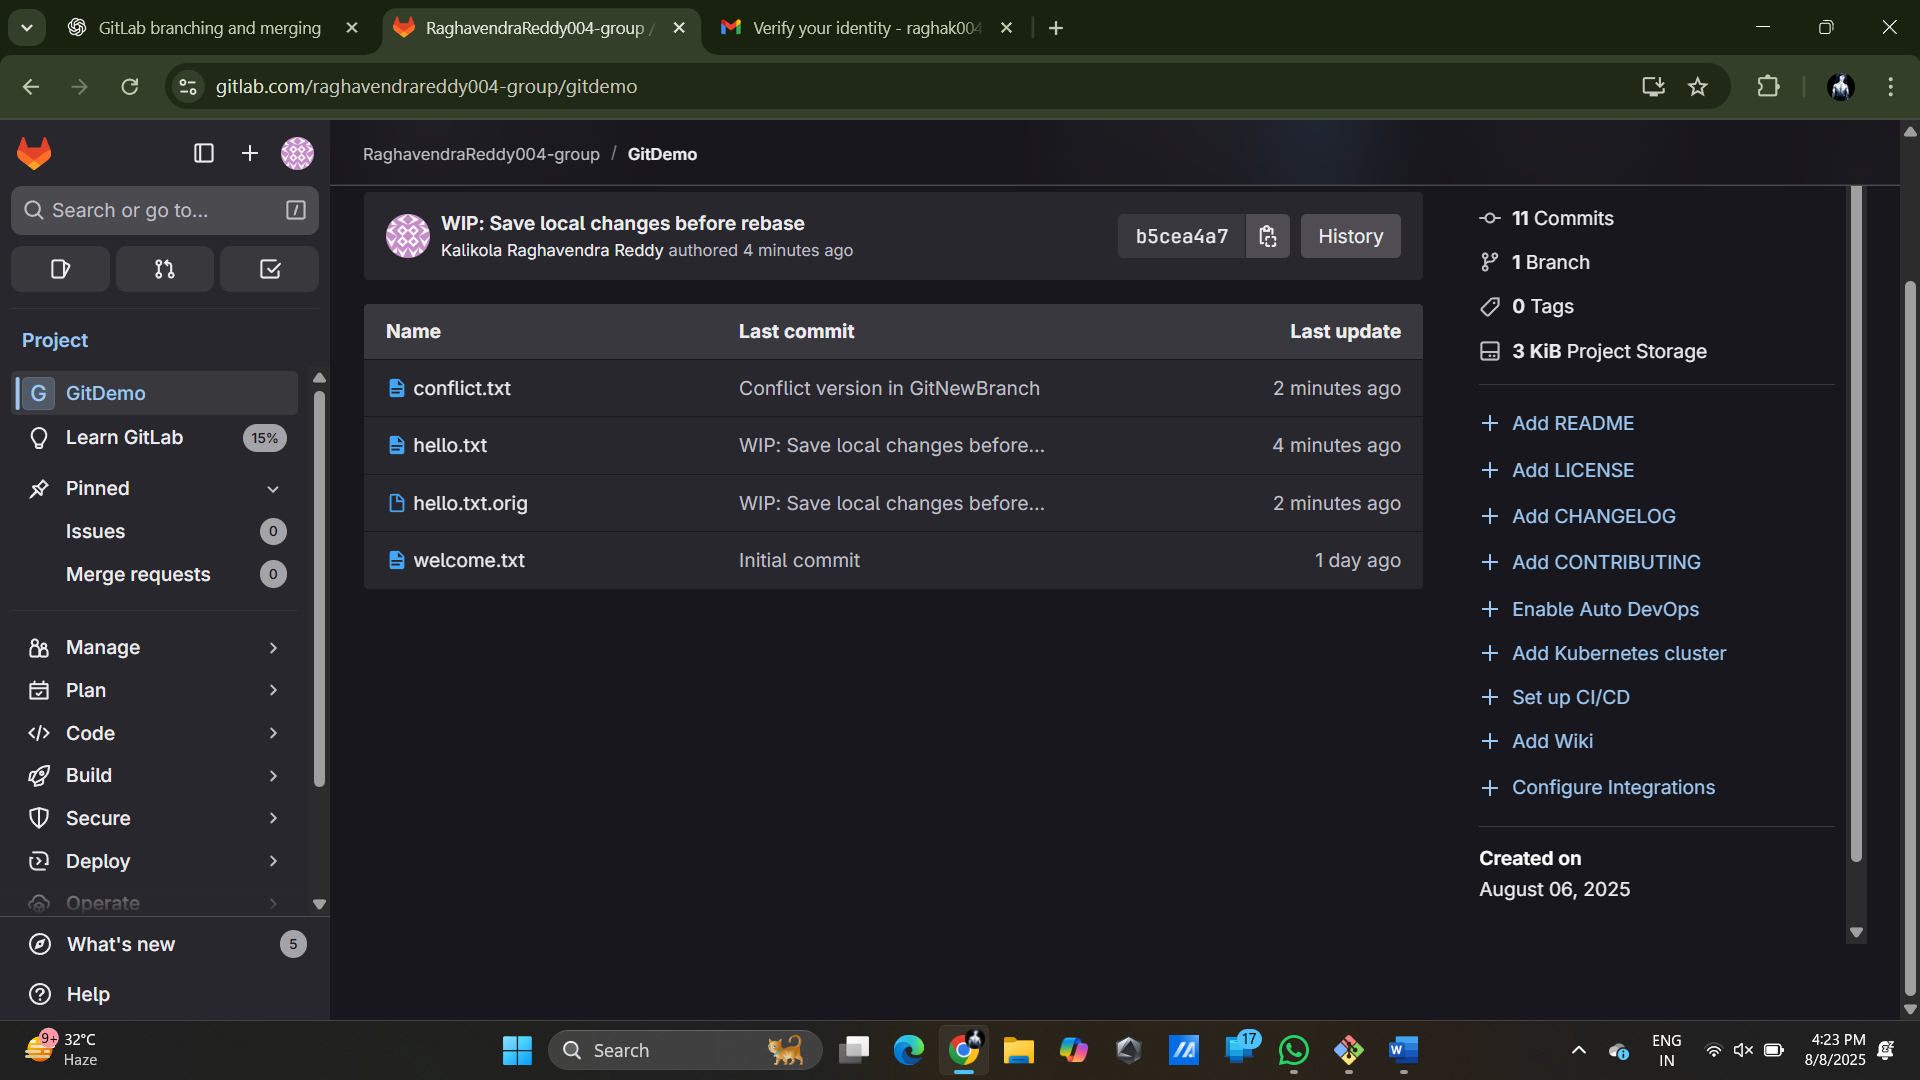 GitLab branching and merging
RaghavendraReddy004-group /
Verify your identity - raghak004
gitlab.com/raghavendrareddy004-group/gitdemo
RaghavendraReddy004-group / GitDemo
Search or go to... /
Project
G GitDemo
Learn GitLab 15%
Pinned
Issues 0
Merge requests 0
Manage
Plan
Code
Build
Secure
Deploy
Operate
What's new 5
Help
WIP: Save local changes before rebase
Kalikola Raghavendra Reddy authored 4 minutes ago
b5cea4a7
History
Name Last commit Last update
conflict.txt Conflict version in GitNewBranch 2 minutes ago
hello.txt WIP: Save local changes before... 4 minutes ago
hello.txt.orig WIP: Save local changes before... 2 minutes ago
welcome.txt Initial commit 1 day ago
11 Commits
1 Branch
0 Tags
3 KiB Project Storage
Add README
Add LICENSE
Add CHANGELOG
Add CONTRIBUTING
Enable Auto DevOps
Add Kubernetes cluster
Set up CI/CD
Add Wiki
Configure Integrations
Created on
August 06, 2025
9+
32°C
Haze
Search
17
ENG
IN
4:23 PM
8/8/2025